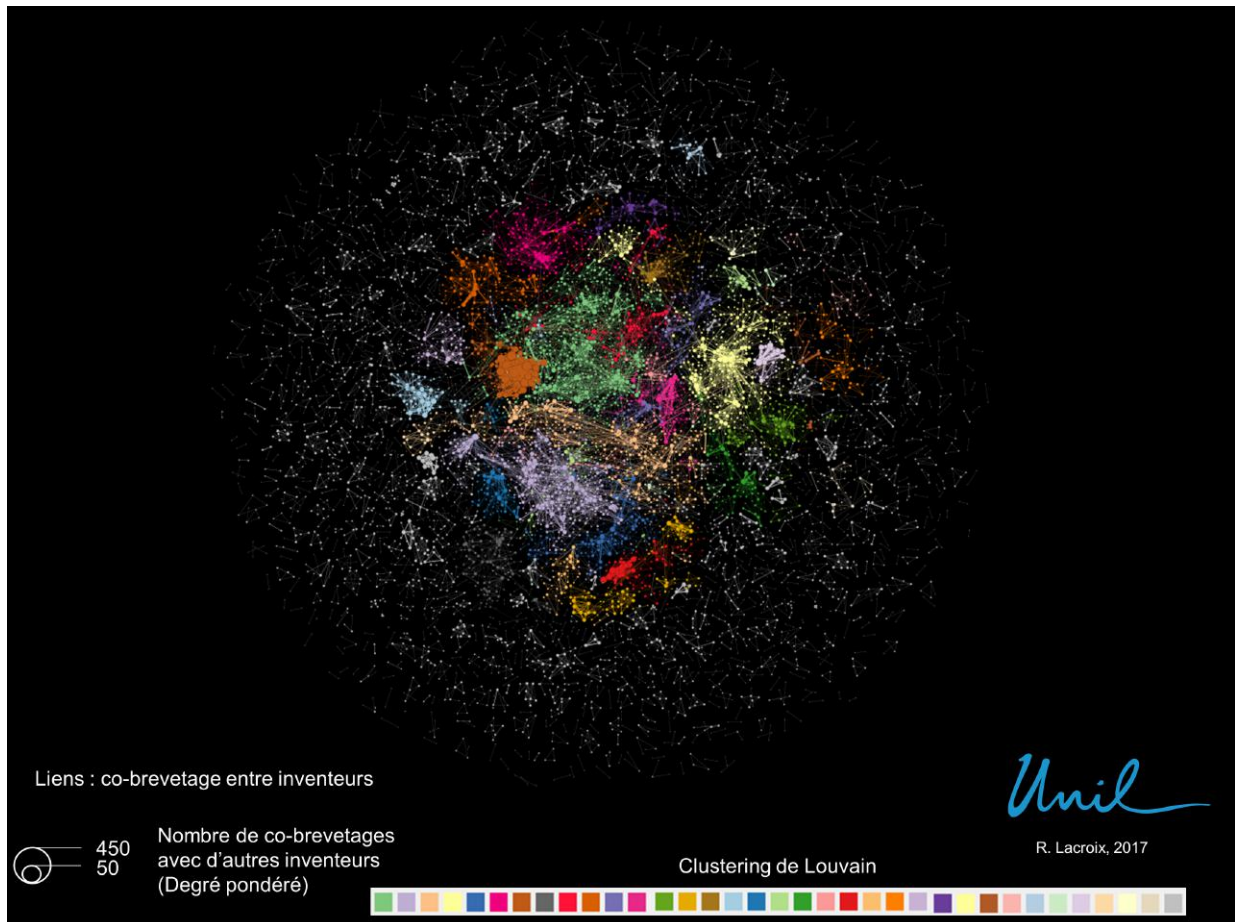 Liens : co-brevetage entre inventeurs
450
50
Nombre de co-brevetages
avec d'autres inventeurs
(Degré pondéré)
Clustering de Louvain
Unil
R. Lacroix, 2017